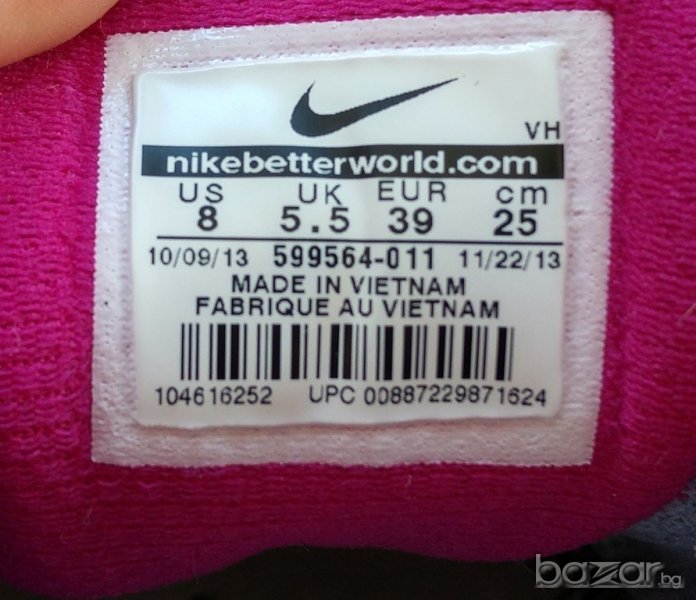 VH
nikebetterworld.com
US UK EUR cm
8 5.5 39 25
10/09/13 599564-011 11/22/13
MADE IN VIETNAM
FABRIQUE AU VIETNAM
104616252 UPC 00887229871624
bazar.bg